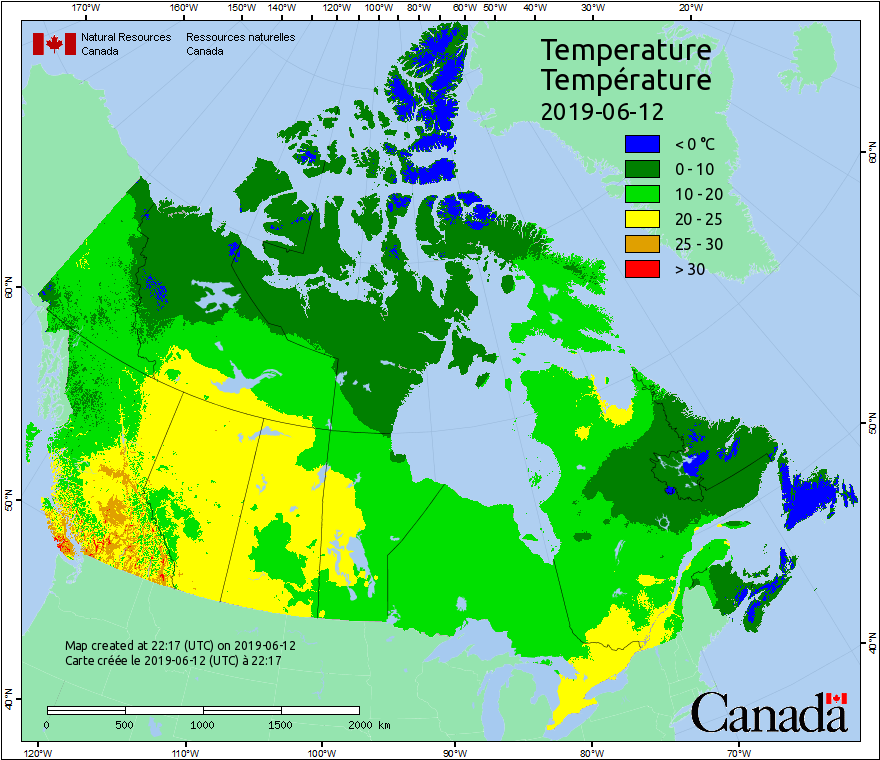 170°W 160°W 150°W 140°W 130°W 120°W 110°W 100°W 80°W 60°W 50°W 40°W 30°W 20°W
Natural Resources Canada
Ressources naturelles Canada
Temperature
Température
2019-06-12
< 0 °C
0 - 10
10 - 20
20 - 25
25 - 30
> 30
60°N
50°N
40°N
60°N
50°N
40°N
Map created at 22:17 (UTC) on 2019-06-12
Carte créée le 2019-06-12 (UTC) à 22:17
0 500 1000 1500 2000 km
Canada
120°W 110°W 100°W 90°W 80°W 70°W